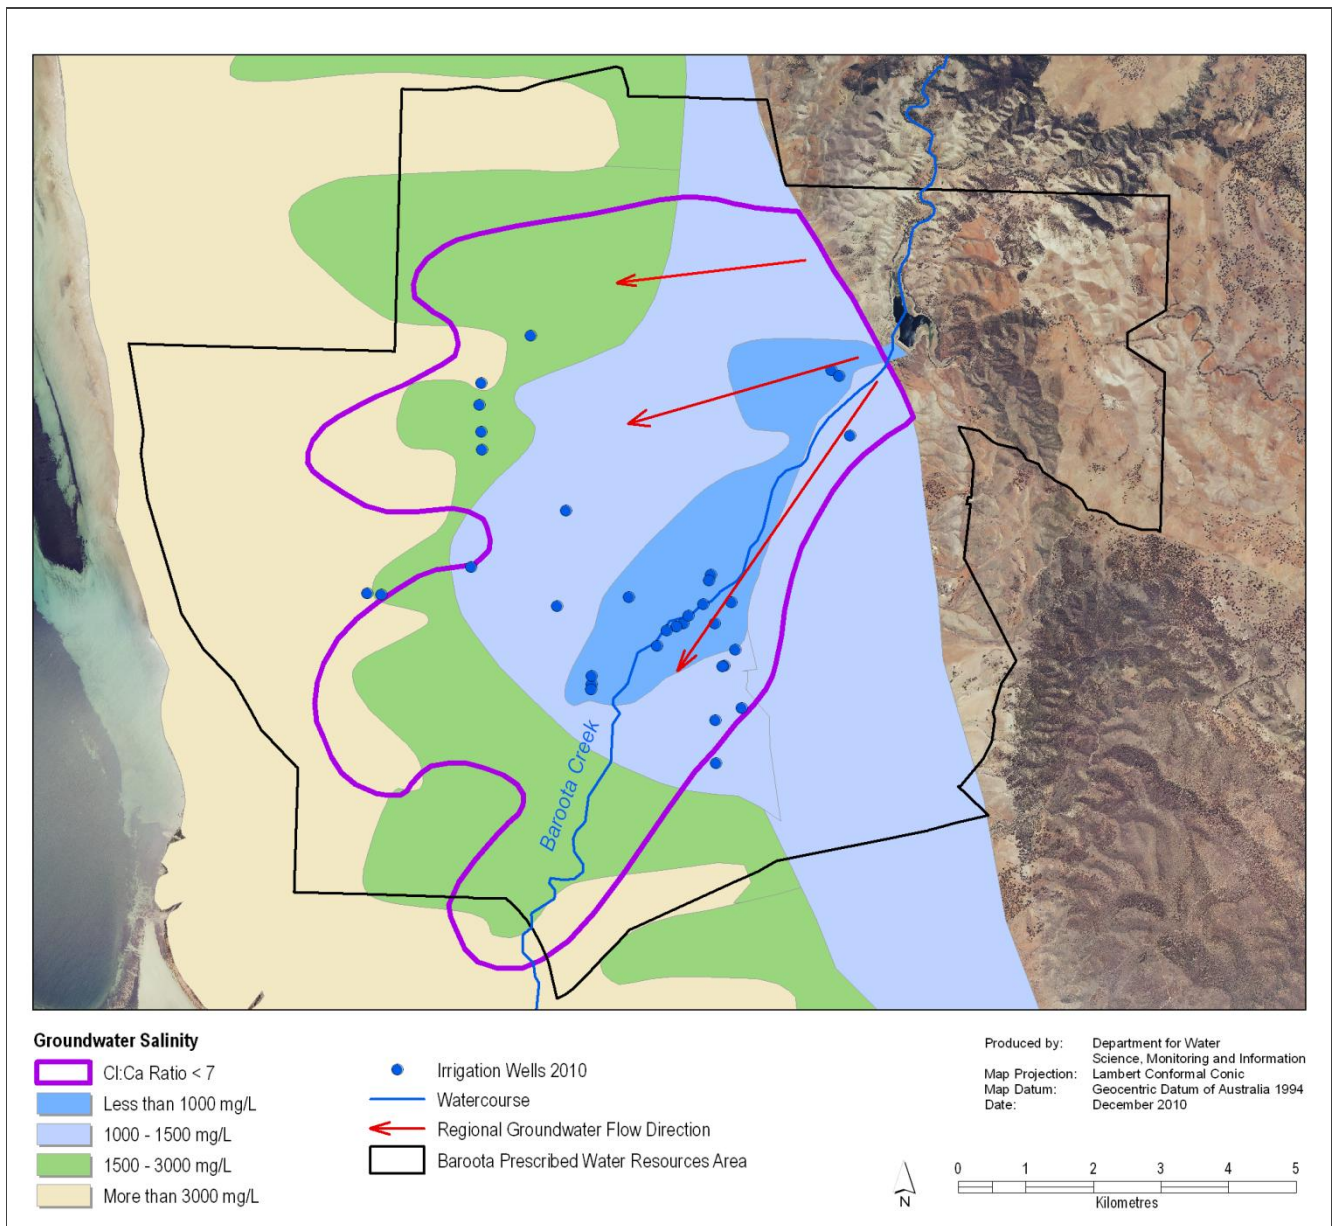 Baroota Creek
Groundwater Salinity
Cl:Ca Ratio < 7
Less than 1000 mg/L
1000 - 1500 mg/L
1500 - 3000 mg/L
More than 3000 mg/L
Irrigation Wells 2010
Watercourse
Regional Groundwater Flow Direction
Baroota Prescribed Water Resources Area
Produced by: Department for Water
Science, Monitoring and Information
Map Projection: Lambert Conformal Conic
Map Datum: Geocentric Datum of Australia 1994
Date: December 2010
N
0 1 2 3 4 5
Kilometres